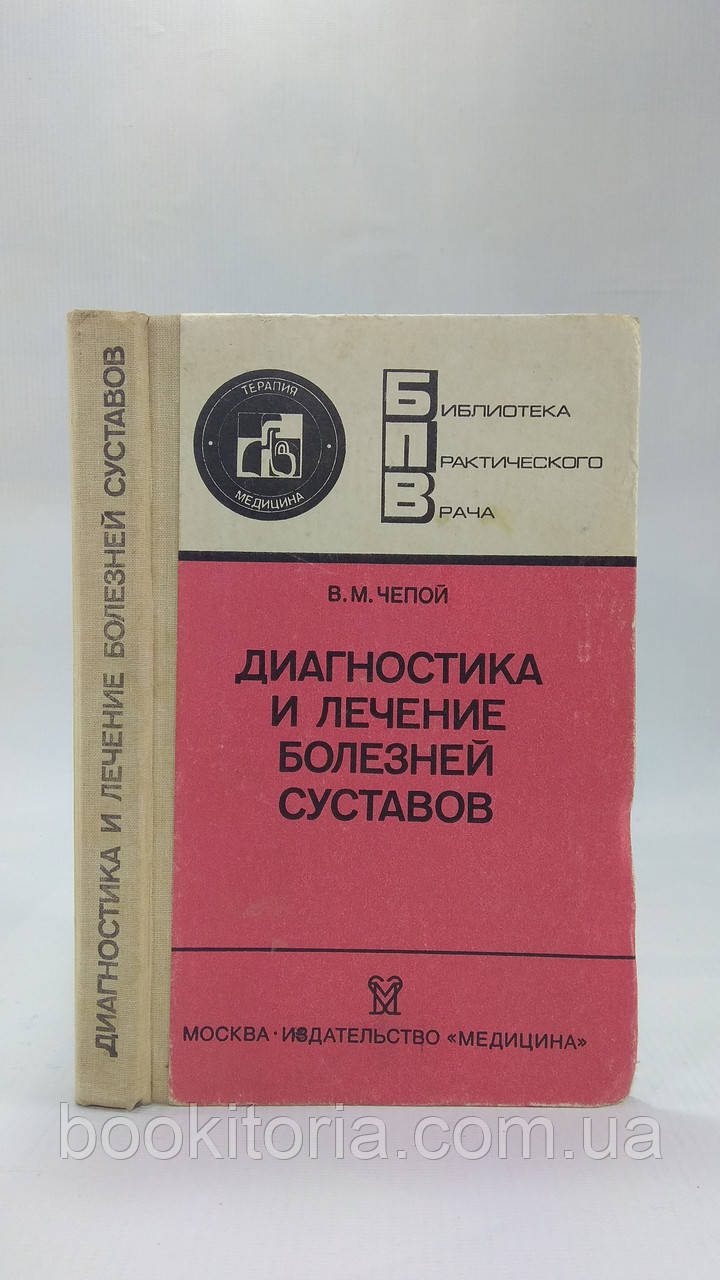 ДИАГНОСТИКА И ЛЕЧЕНИЕ БОЛЕЗНЕЙ СУСТАВОВ
ТЕРАПИЯ
МЕДИЦИНА
БИБЛИОТЕКА
ПРАКТИЧЕСКОГО
ВРАЧА
В.М.ЧЕПОЙ
ДИАГНОСТИКА
И ЛЕЧЕНИЕ
БОЛЕЗНЕЙ
СУСТАВОВ
МОСКВА · ИЗДАТЕЛЬСТВО «МЕДИЦИНА»
bookitoria.com.ua